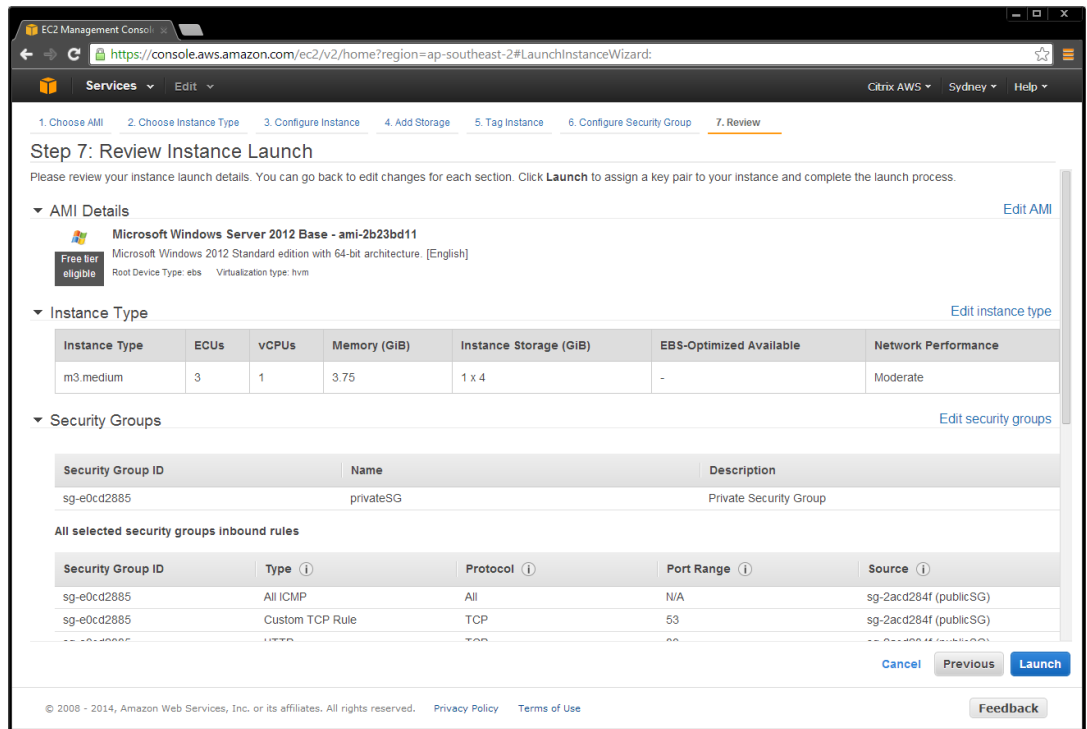 EC2 Management Consol
https://console.aws.amazon.com/ec2/v2/home?region=ap-southeast-2#LaunchInstanceWizard:
Services Edit Citrix AWS Sydney Help
1. Choose AMI 2. Choose Instance Type 3. Configure Instance 4. Add Storage 5. Tag Instance 6. Configure Security Group 7. Review
Step 7: Review Instance Launch
Please review your instance launch details. You can go back to edit changes for each section. Click Launch to assign a key pair to your instance and complete the launch process.
AMI Details Edit AMI
Microsoft Windows Server 2012 Base - ami-2b23bd11
Free tier eligible
Microsoft Windows 2012 Standard edition with 64-bit architecture. [English]
Root Device Type: ebs Virtualization type: hvm
Instance Type Edit instance type
Instance Type ECUs vCPUs Memory (GiB) Instance Storage (GiB) EBS-Optimized Available Network Performance
m3.medium 3 1 3.75 1 x 4 - Moderate
Security Groups Edit security groups
Security Group ID Name Description
sg-e0cd2885 privateSG Private Security Group
All selected security groups inbound rules
Security Group ID Type Protocol Port Range Source
sg-e0cd2885 All ICMP All N/A sg-2acd284f (publicSG)
sg-e0cd2885 Custom TCP Rule TCP 53 sg-2acd284f (publicSG)
Cancel Previous Launch
© 2008 - 2014, Amazon Web Services, Inc. or its affiliates. All rights reserved. Privacy Policy Terms of Use Feedback